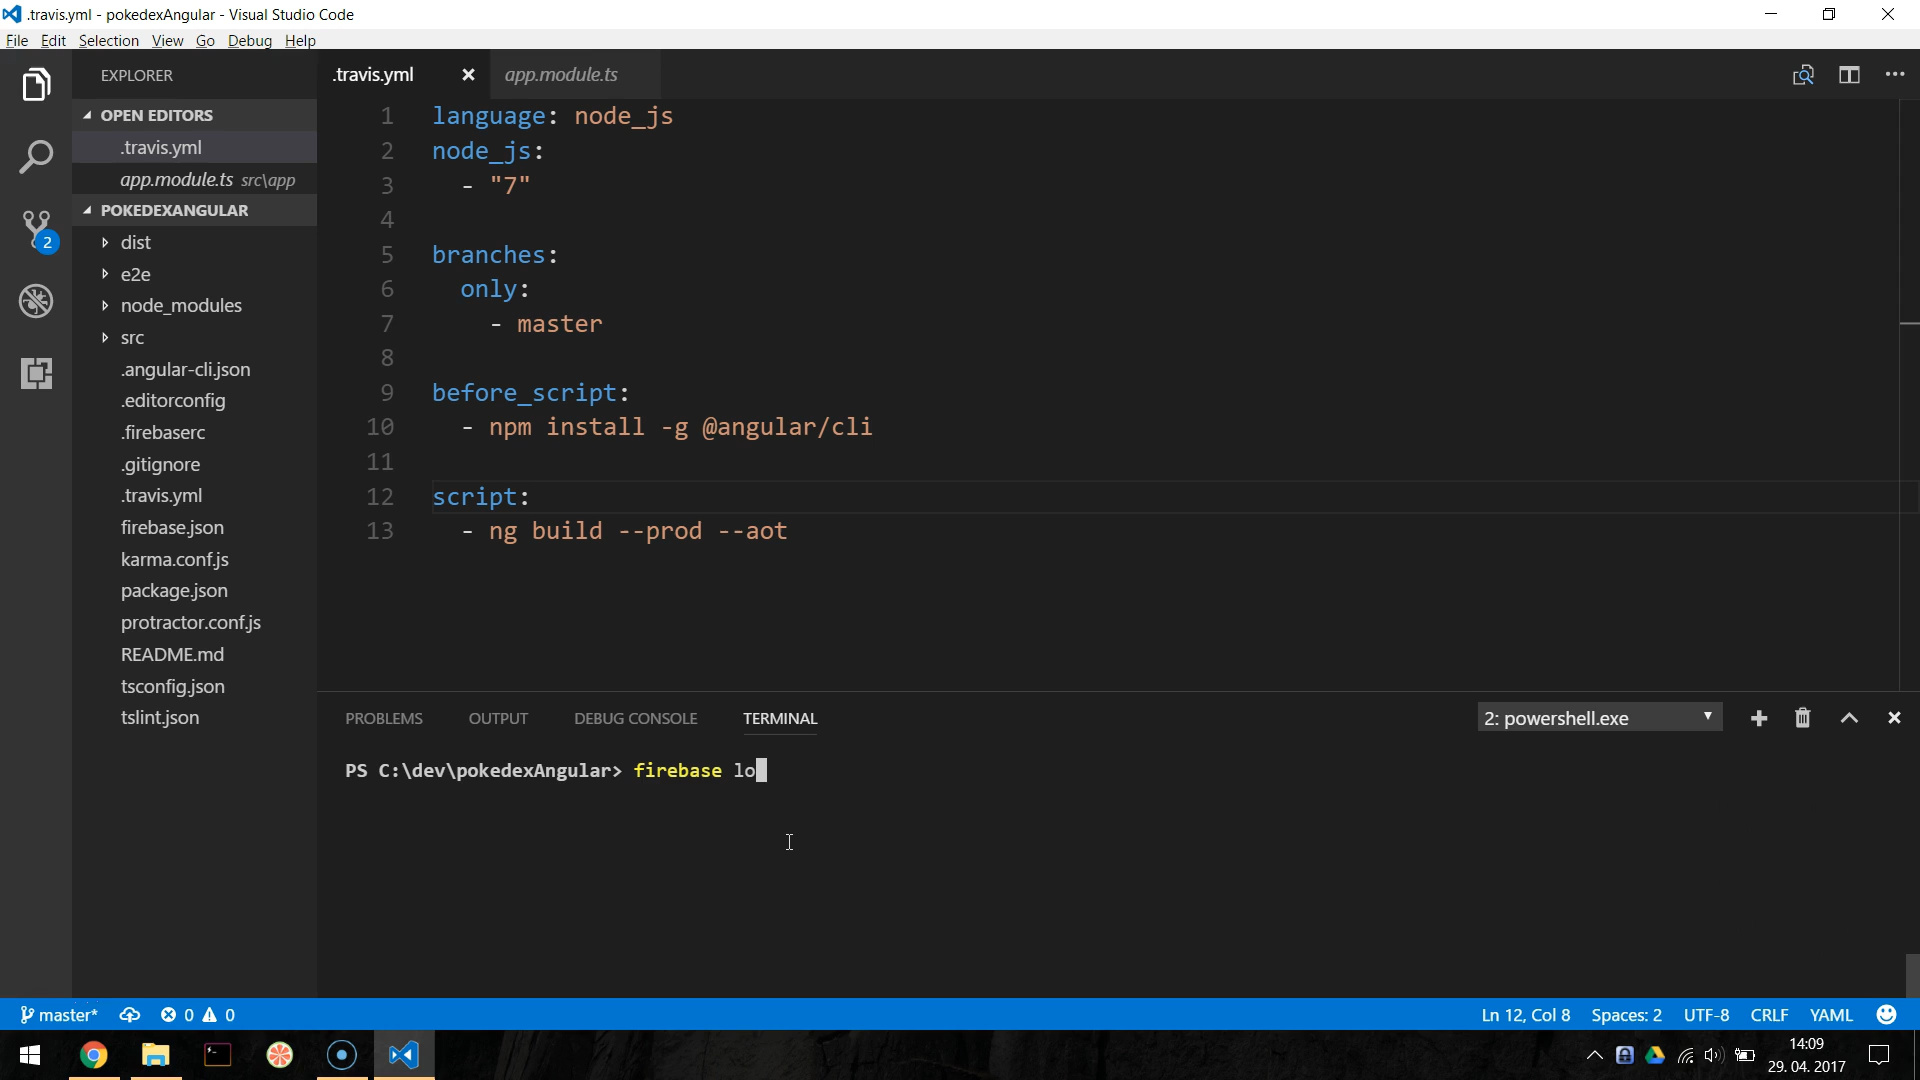 .travis.yml - pokedexAngular - Visual Studio Code
File Edit Selection View Go Debug Help
EXPLORER
OPEN EDITORS
.travis.yml
app.module.ts src\app
POKEDEXANGULAR
dist
e2e
node_modules
src
.angular-cli.json
.editorconfig
.firebaserc
.gitignore
.travis.yml
firebase.json
karma.conf.js
package.json
protractor.conf.js
README.md
tsconfig.json
tslint.json
2
.travis.yml app.module.ts
1 language: node_js
2 node_js:
3 - "7"
4
5 branches:
6 only:
7 - master
8
9 before_script:
10 - npm install -g @angular/cli
11
12 script:
13 - ng build --prod --aot
PROBLEMS OUTPUT DEBUG CONSOLE TERMINAL 2: powershell.exe
PS C:\dev\pokedexAngular> firebase lo
master* 0 0 Ln 12, Col 8 Spaces: 2 UTF-8 CRLF YAML
14:09
29. 04. 2017